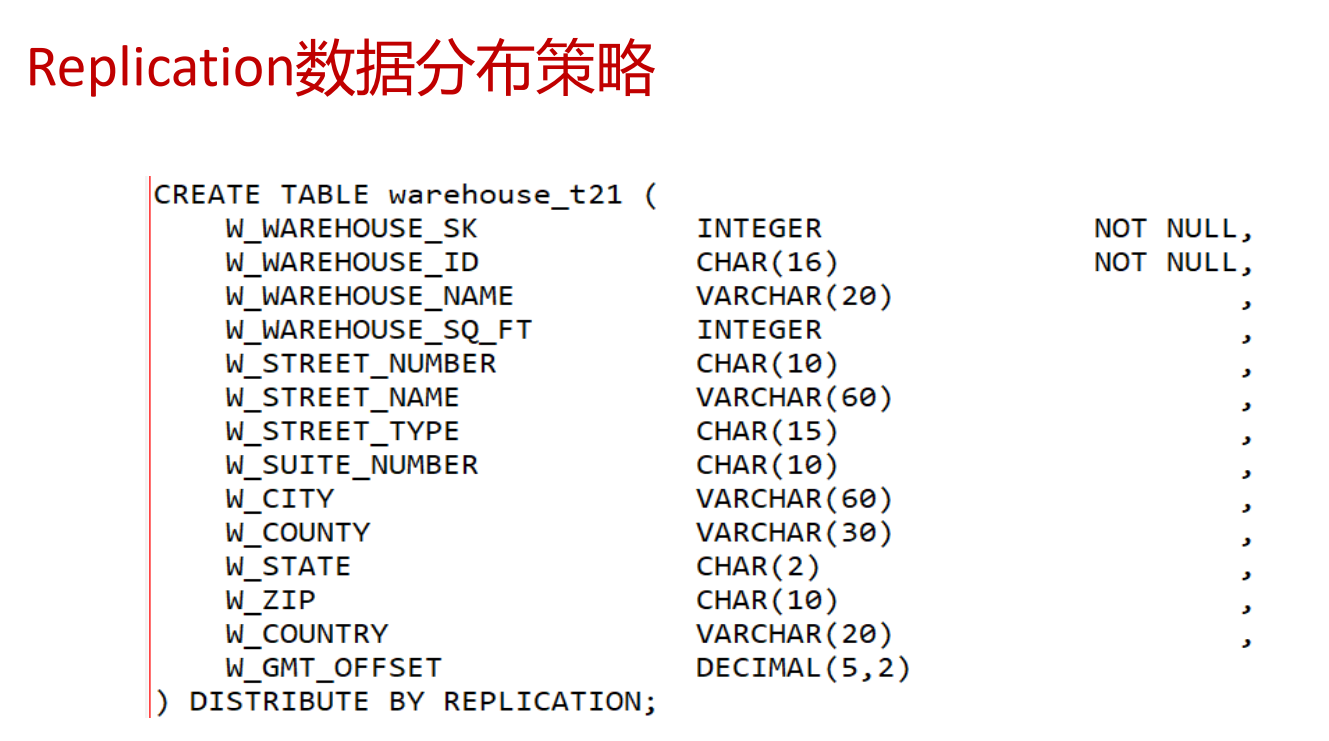 Replication数据分布策略
CREATE TABLE warehouse_t21 (
W_WAREHOUSE_SK INTEGER NOT NULL,
W_WAREHOUSE_ID CHAR(16) NOT NULL,
W_WAREHOUSE_NAME VARCHAR(20) ,
W_WAREHOUSE_SQ_FT INTEGER ,
W_STREET_NUMBER CHAR(10) ,
W_STREET_NAME VARCHAR(60) ,
W_STREET_TYPE CHAR(15) ,
W_SUITE_NUMBER CHAR(10) ,
W_CITY VARCHAR(60) ,
W_COUNTY VARCHAR(30) ,
W_STATE CHAR(2) ,
W_ZIP CHAR(10) ,
W_COUNTRY VARCHAR(20) ,
W_GMT_OFFSET DECIMAL(5,2)
) DISTRIBUTE BY REPLICATION;